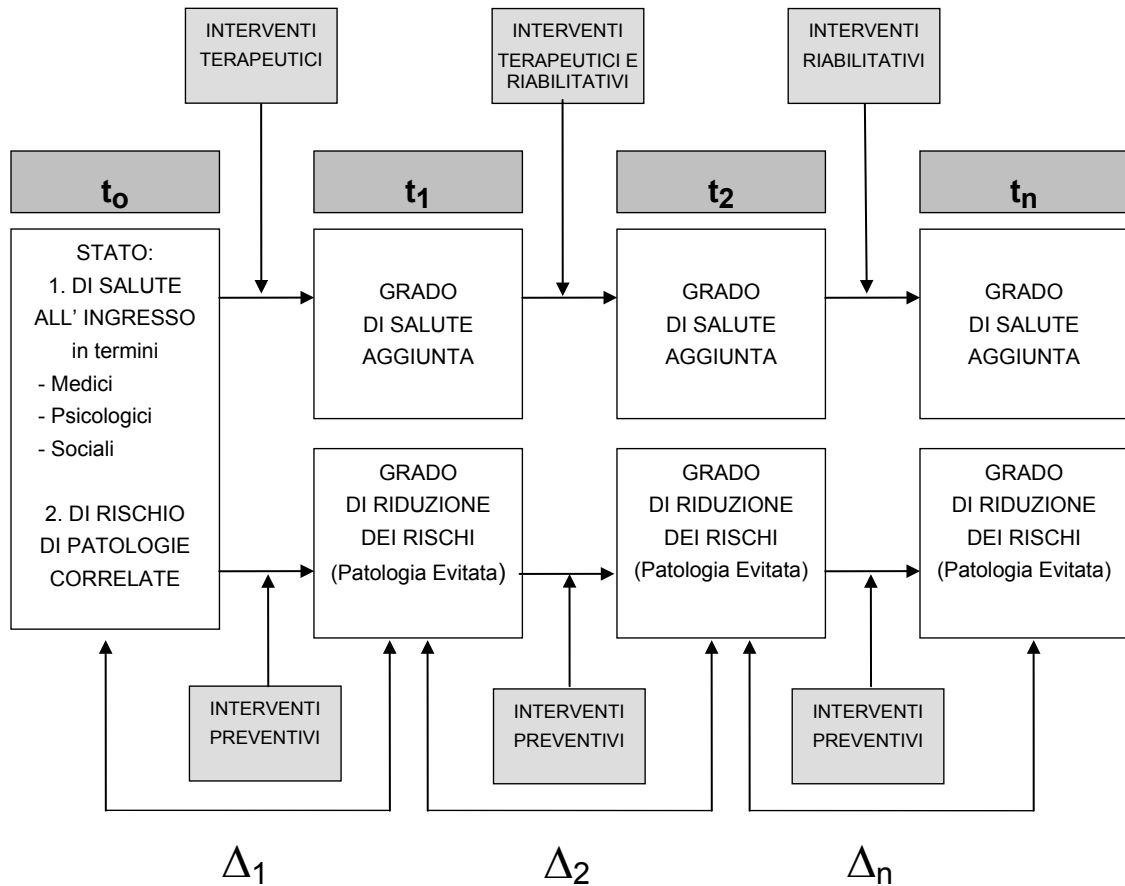 INTERVENTI
TERAPEUTICI
INTERVENTI
TERAPEUTICI E
RIABILITATIVI
INTERVENTI
RIABILITATIVI
to
t1
t2
tn
STATO:
1. DI SALUTE
ALL' INGRESSO
in termini
- Medici
- Psicologici
- Sociali
2. DI RISCHIO
DI PATOLOGIE
CORRELATE
GRADO
DI SALUTE
AGGIUNTA
GRADO
DI SALUTE
AGGIUNTA
GRADO
DI SALUTE
AGGIUNTA
GRADO
DI RIDUZIONE
DEI RISCHI
(Patologia Evitata)
GRADO
DI RIDUZIONE
DEI RISCHI
(Patologia Evitata)
GRADO
DI RIDUZIONE
DEI RISCHI
(Patologia Evitata)
INTERVENTI
PREVENTIVI
INTERVENTI
PREVENTIVI
INTERVENTI
PREVENTIVI
Δ1
Δ2
Δn